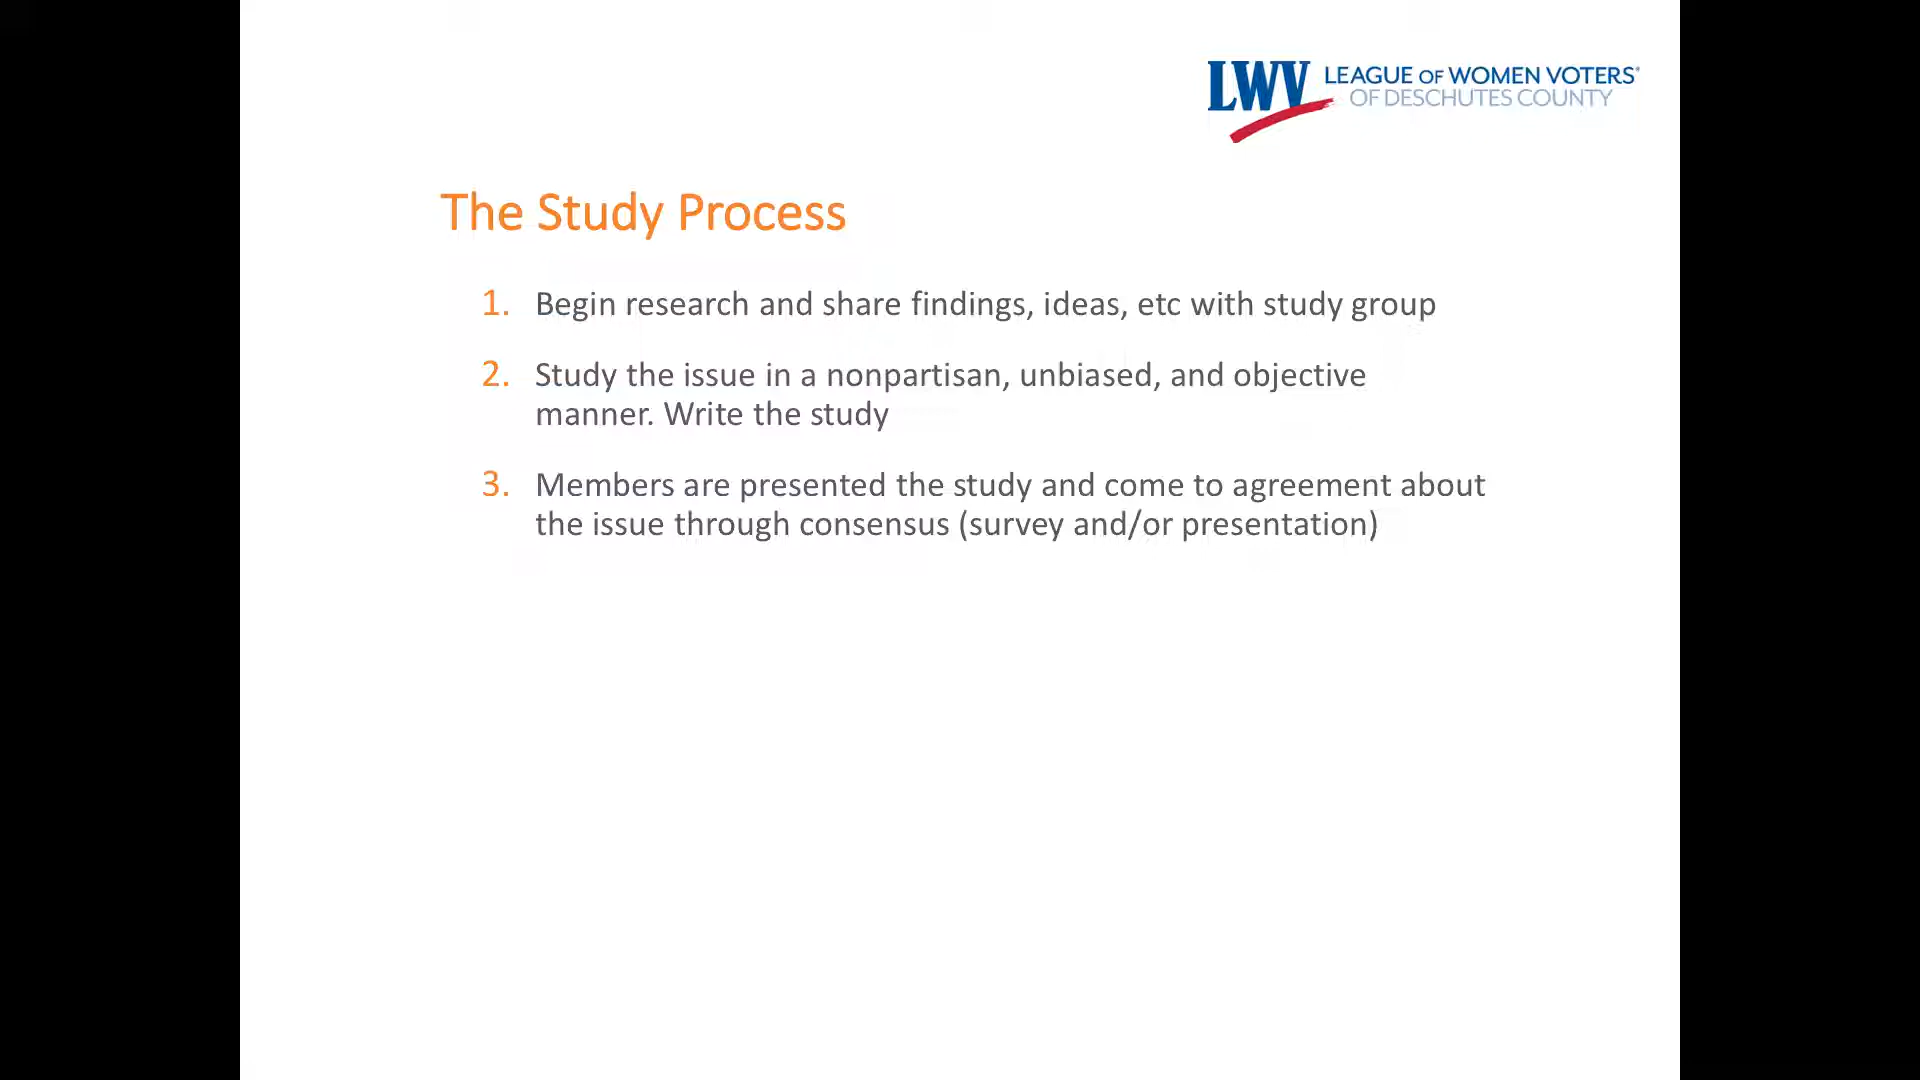 LWV LEAGUE OF WOMEN VOTERS®
OF DESCHUTES COUNTY
The Study Process
1. Begin research and share findings, ideas, etc with study group
2. Study the issue in a nonpartisan, unbiased, and objective
manner. Write the study
3. Members are presented the study and come to agreement about
the issue through consensus (survey and/or presentation)